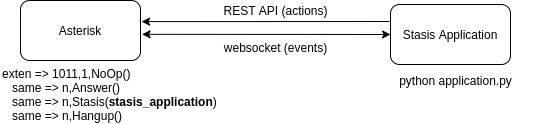 REST API (actions)
Asterisk
Stasis Application
websocket (events)
exten => 1011,1,NoOp()
same => n,Answer()
same => n,Stasis(stasis_application)
same => n,Hangup()
python application.py